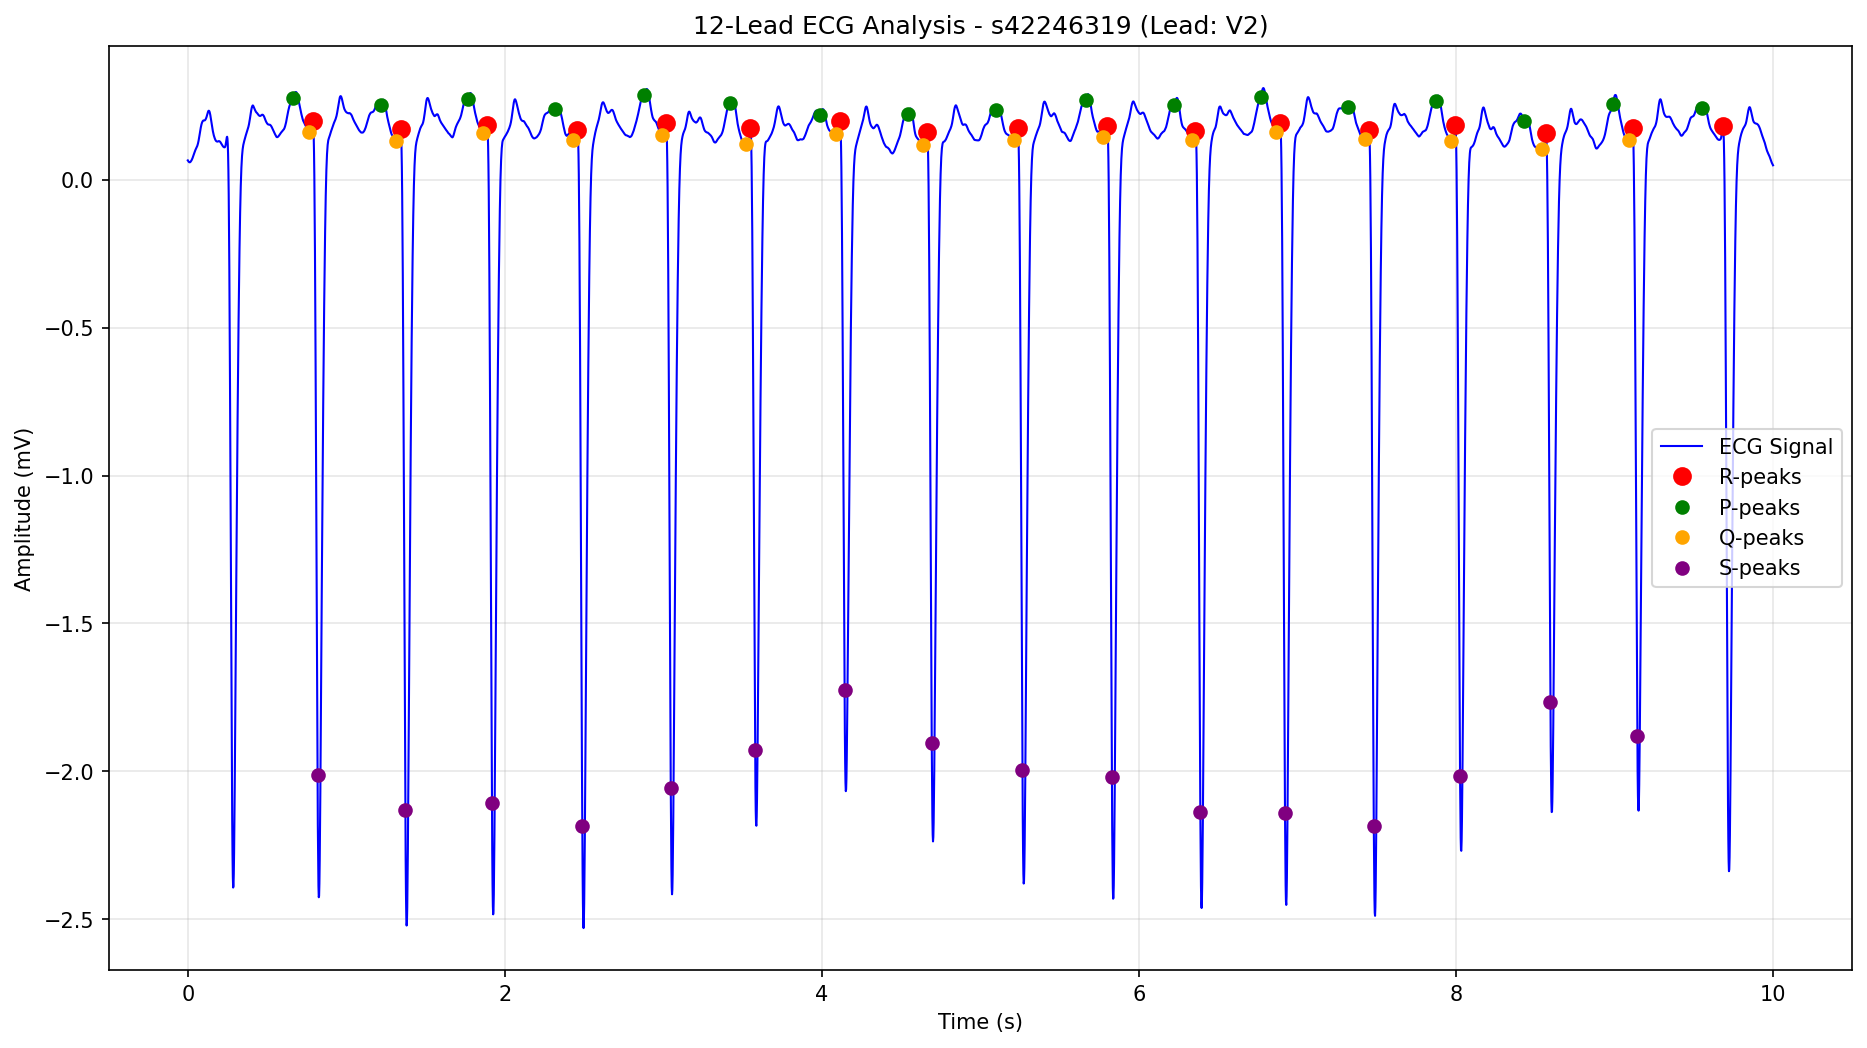 12-Lead ECG Analysis - s42246319 (Lead: V2)
0.0
−0.5
−1.0
−1.5
−2.0
−2.5
Amplitude (mV)
ECG Signal
R-peaks
P-peaks
Q-peaks
S-peaks
0 2 4 6 8 10
Time (s)